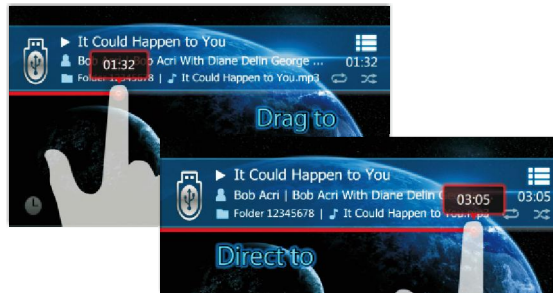 It Could Happen to You
Bob Acri With Diane Delin George ...
01:32
01:32
Folder 12345678 | It Could Happen to You.mp3
Drag to
It Could Happen to You
Bob Acri | Bob Acri With Diane Delin
03:05
03:05
Folder 12345678 | It Could Happen to You.mp3
Direct to